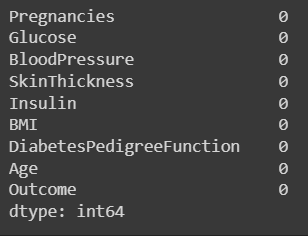 Pregnancies 0
Glucose 0
BloodPressure 0
SkinThickness 0
Insulin 0
BMI 0
DiabetesPedigreeFunction 0
Age 0
Outcome 0
dtype: int64